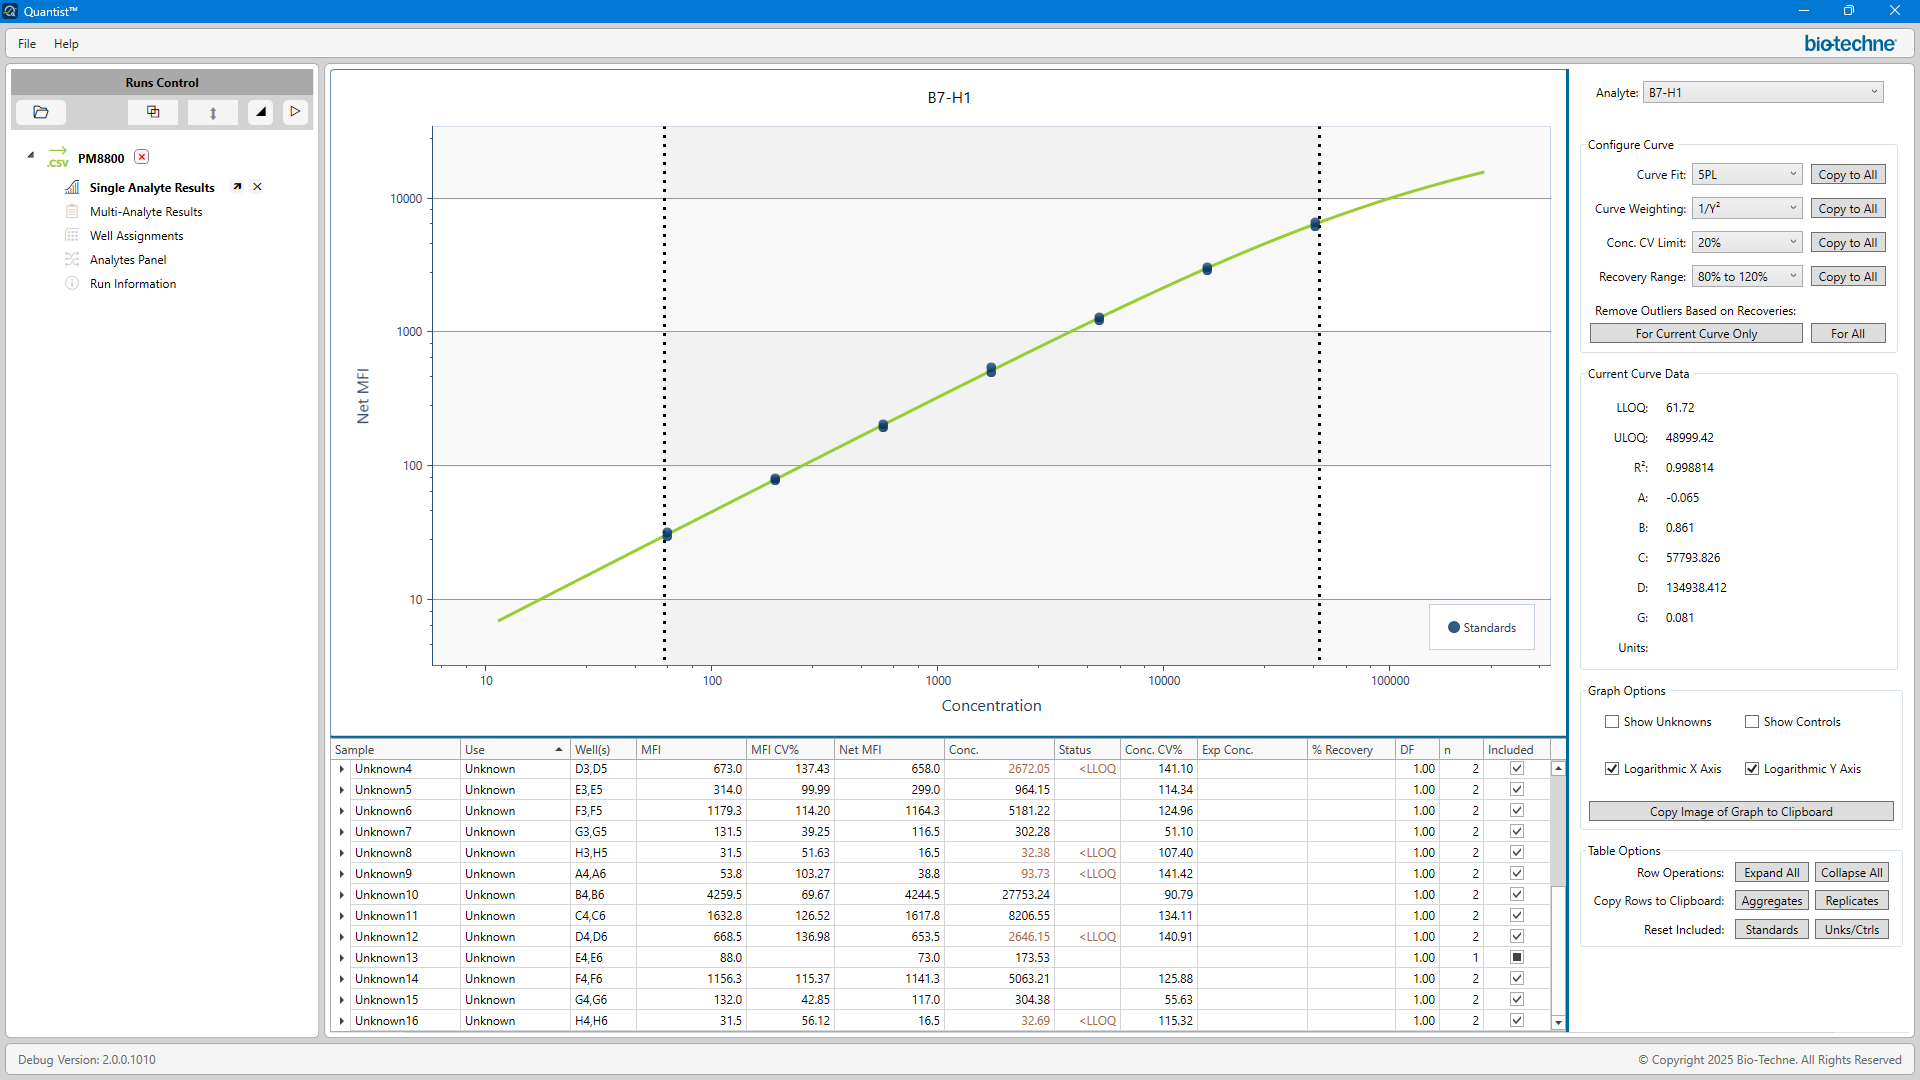 Quantist™
File Help
bio-techne
Runs Control
.csv PM8800
Single Analyte Results
Multi-Analyte Results
Well Assignments
Analytes Panel
Run Information
B7-H1
10000
1000
100
10
Net MFI
10 100 1000 10000 100000
Concentration
Standards
Analyte: B7-H1
Configure Curve
Curve Fit: 5PL Copy to All
Curve Weighting: 1/Y² Copy to All
Conc. CV Limit: 20% Copy to All
Recovery Range: 80% to 120% Copy to All
Remove Outliers Based on Recoveries:
For Current Curve Only For All
Current Curve Data
LLOQ: 61.72
ULOQ: 48999.42
R²: 0.998814
A: -0.065
B: 0.861
C: 57793.826
D: 134938.412
G: 0.081
Units:
Graph Options
Show Unknowns Show Controls
Logarithmic X Axis Logarithmic Y Axis
Copy Image of Graph to Clipboard
Table Options
Row Operations: Expand All Collapse All
Copy Rows to Clipboard: Aggregates Replicates
Reset Included: Standards Unks/Ctrls
Sample Use Well(s) MFI MFI CV% Net MFI Conc. Status Conc. CV% Exp Conc. % Recovery DF n Included
Unknown4 Unknown D3,D5 673.0 137.43 658.0 2672.05 <LLOQ 141.10 1.00 2
Unknown5 Unknown E3,E5 314.0 99.99 299.0 964.15 114.34 1.00 2
Unknown6 Unknown F3,F5 1179.3 114.20 1164.3 5181.22 124.96 1.00 2
Unknown7 Unknown G3,G5 131.5 39.25 116.5 302.28 51.10 1.00 2
Unknown8 Unknown H3,H5 31.5 51.63 16.5 32.38 <LLOQ 107.40 1.00 2
Unknown9 Unknown A4,A6 53.8 103.27 38.8 93.73 <LLOQ 141.42 1.00 2
Unknown10 Unknown B4,B6 4259.5 69.67 4244.5 27753.24 90.79 1.00 2
Unknown11 Unknown C4,C6 1632.8 126.52 1617.8 8206.55 134.11 1.00 2
Unknown12 Unknown D4,D6 668.5 136.98 653.5 2646.15 <LLOQ 140.91 1.00 2
Unknown13 Unknown E4,E6 88.0 73.0 173.53 1.00 1
Unknown14 Unknown F4,F6 1156.3 115.37 1141.3 5063.21 125.88 1.00 2
Unknown15 Unknown G4,G6 132.0 42.85 117.0 304.38 55.63 1.00 2
Unknown16 Unknown H4,H6 31.5 56.12 16.5 32.69 <LLOQ 115.32 1.00 2
Debug Version: 2.0.0.1010
© Copyright 2025 Bio-Techne. All Rights Reserved